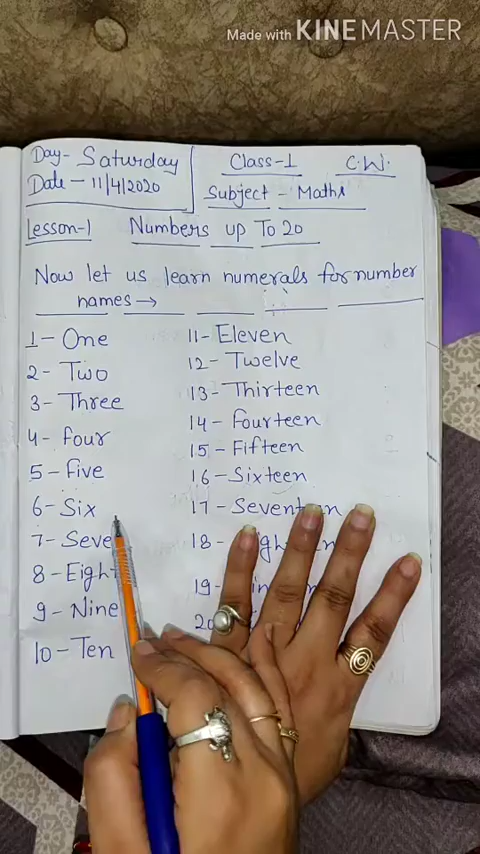 Made with KINEMASTER
Day- Saturday
Date - 11/4/2020
Class-1 C.W.
Subject - Maths
Lesson-1 Numbers up To 20
Now let us learn numerals for number
names →
1 - One
2 - Two
3 - Three
4 - four
5 - five
6 - Six
7 - Seve
8 - Eight
9 - Nine
10 - Ten
11 - Eleven
12 - Twelve
13 - Thirteen
14 - fourteen
15 - Fifteen
16 - Sixteen
17 - Seventeen
18 -
19 -
20